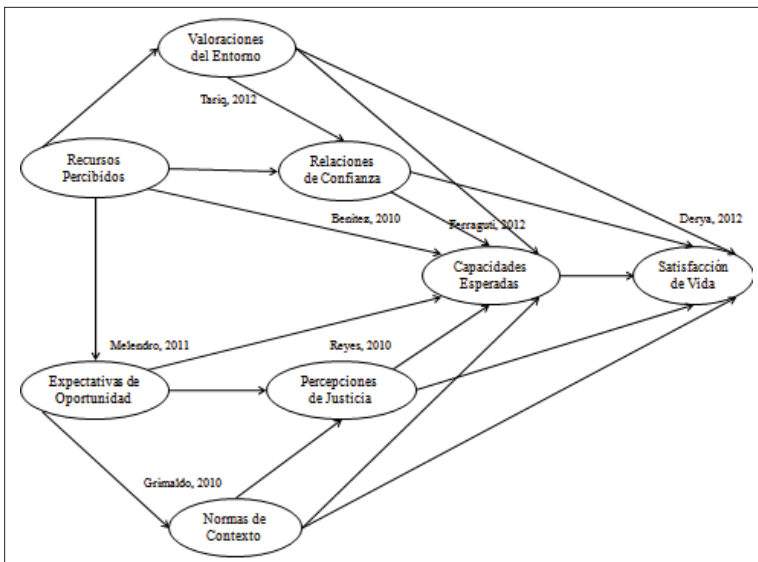 Valoraciones
del Entorno
Tariq, 2012
Recursos
Percibidos
Relaciones
de Confianza
Benitez, 2010
Ferraguti, 2012
Derya, 2012
Capacidades
Esperadas
Satisfacción
de Vida
Melendro, 2011
Reyes, 2010
Expectativas de
Oportunidad
Percepciones
de Justicia
Grimaldo, 2010
Normas de
Contexto